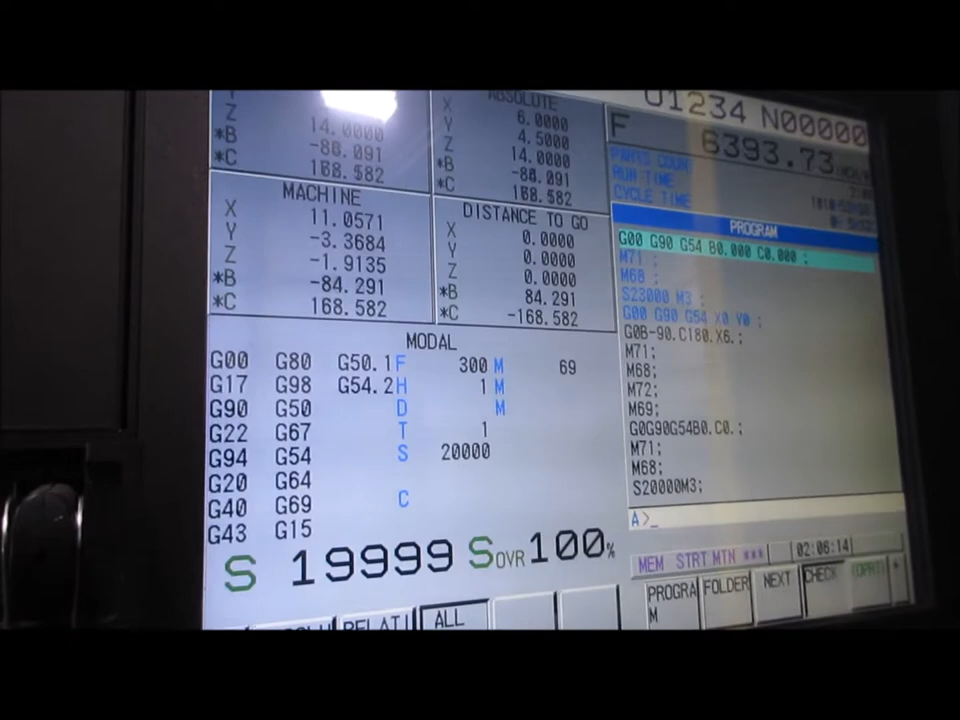 O1234 N00000
Z 14.0000
*B -88.091
*C 168.582
ABSOLUTE
X 6.0000
Y 4.5000
Z 14.0000
*B -88.091
*C 168.582
MACHINE
X 11.0571
Y -3.3684
Z -1.9135
*B -84.291
*C 168.582
DISTANCE TO GO
X 0.0000
Y 0.0000
Z 0.0000
*B 84.291
*C -168.582
MODAL
G00 G80 G50.1 F 300 M 69
G17 G98 G54.2 H 1 M
G90 G50 D M
G22 G67 T 1
G94 G54 S 20000
G20 G64
G40 G69 C
G43 G15
S 19999 S OVR 100%
ALL
F 6393.73
PARTS COUNT
RUN TIME
CYCLE TIME
PROGRAM
G00 G90 G54 B0.000 C0.000 ;
M71 ;
M68 ;
S23000 M3 ;
G00 G90 G54 X0 Y0 ;
G0B-90.C180.X6.;
M71;
M68;
M72;
M69;
G0G90G54B0.C0.;
M71;
M68;
S20000M3;
A>_
MEM STRT MTN *** 02:06:14
PROGRA
M
FOLDER
NEXT
CHECK
(OPRT)